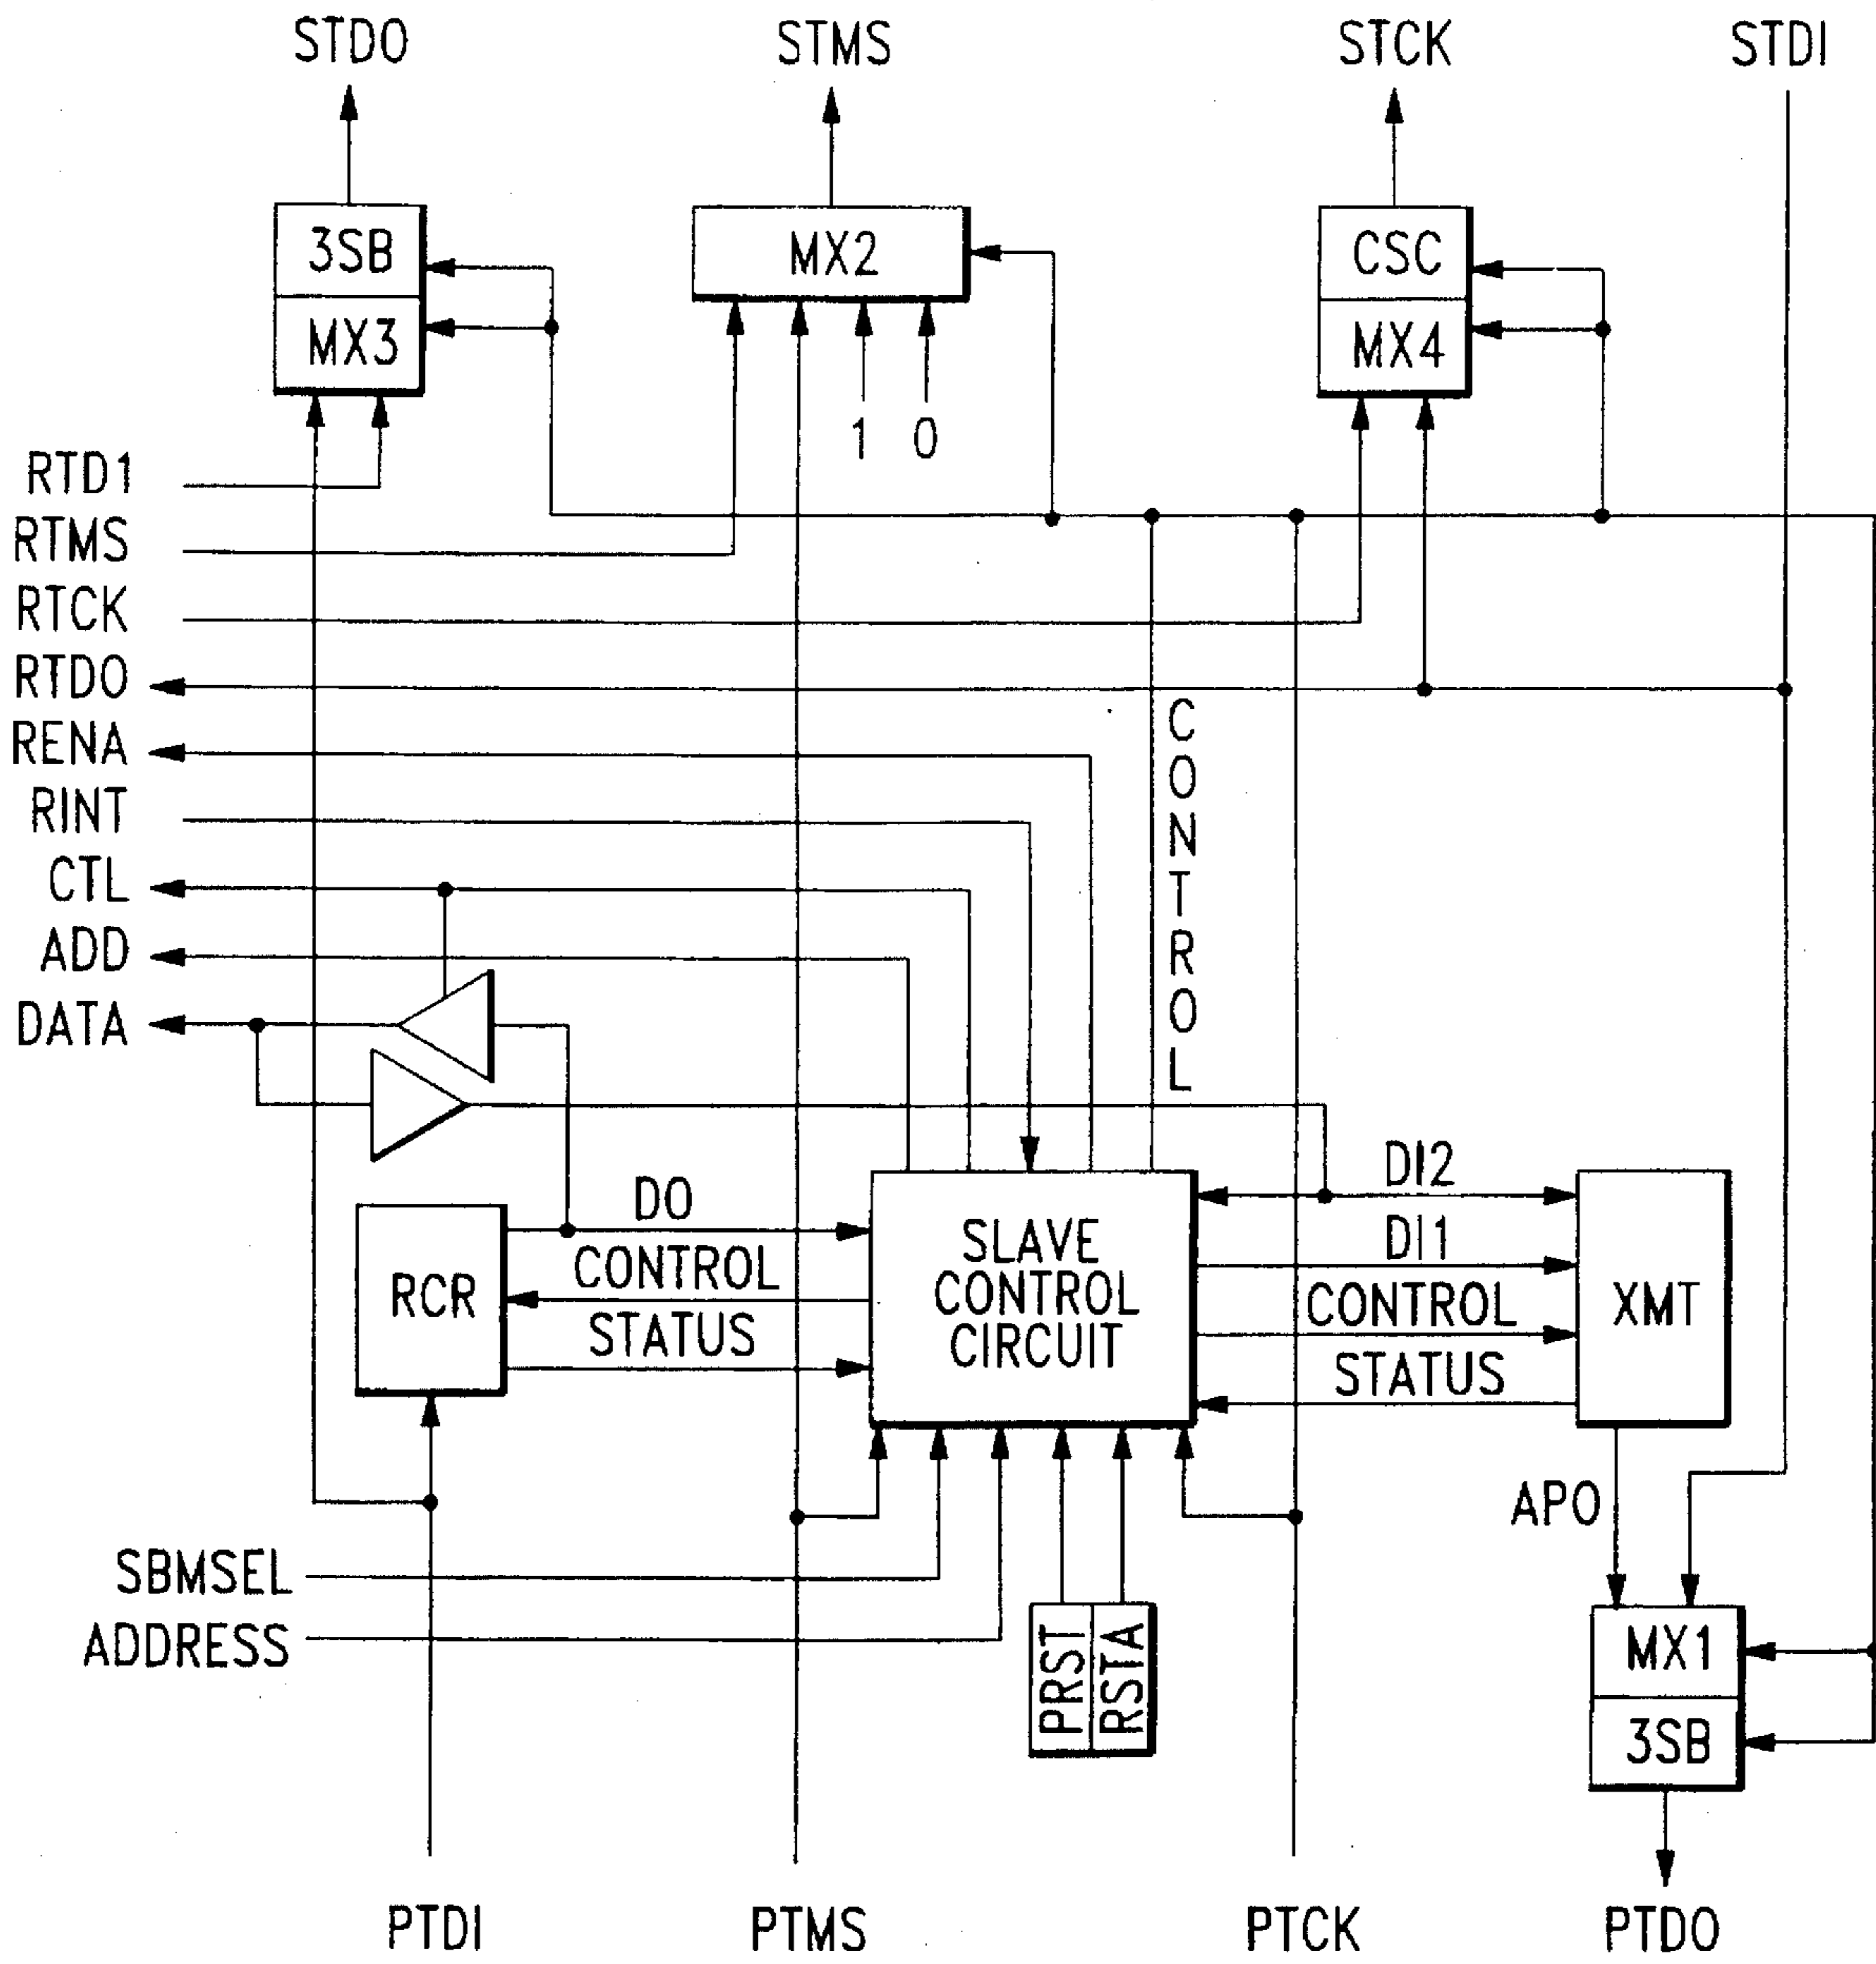 STDO STMS STCK STDI
3SB MX2 CSC
MX3 MX4
1 0
RTD1
RTMS
RTCK
RTDO
RENA
RINT
CTL
ADD
DATA
CONTROL
DO DI2
SLAVE CONTROL CIRCUIT
DI1
CONTROL CONTROL
RCR XMT
STATUS STATUS
APO
SBMSEL
ADDRESS
PRST RSTA
MX1
3SB
PTDI PTMS PTCK PTDO